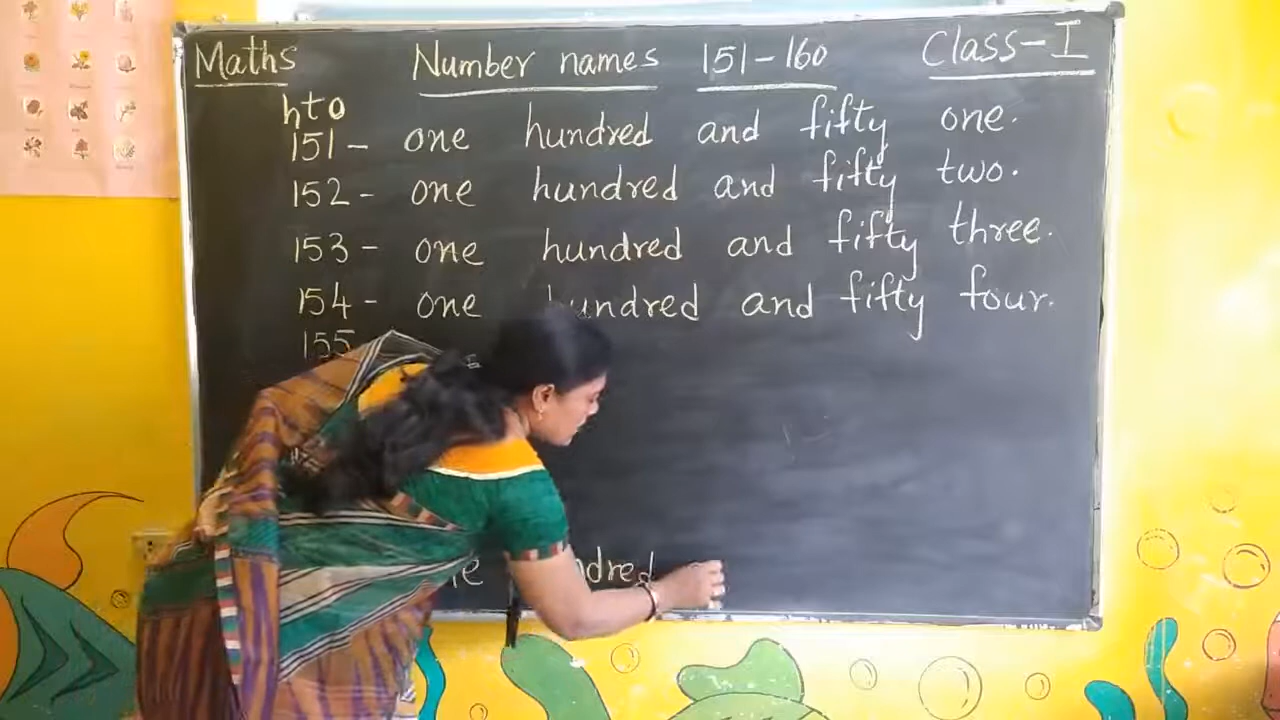 Maths Number names 151-160 Class-I
h t o
151 - one hundred and fifty one.
152 - one hundred and fifty two.
153 - one hundred and fifty three.
154 - one hundred and fifty four.
155